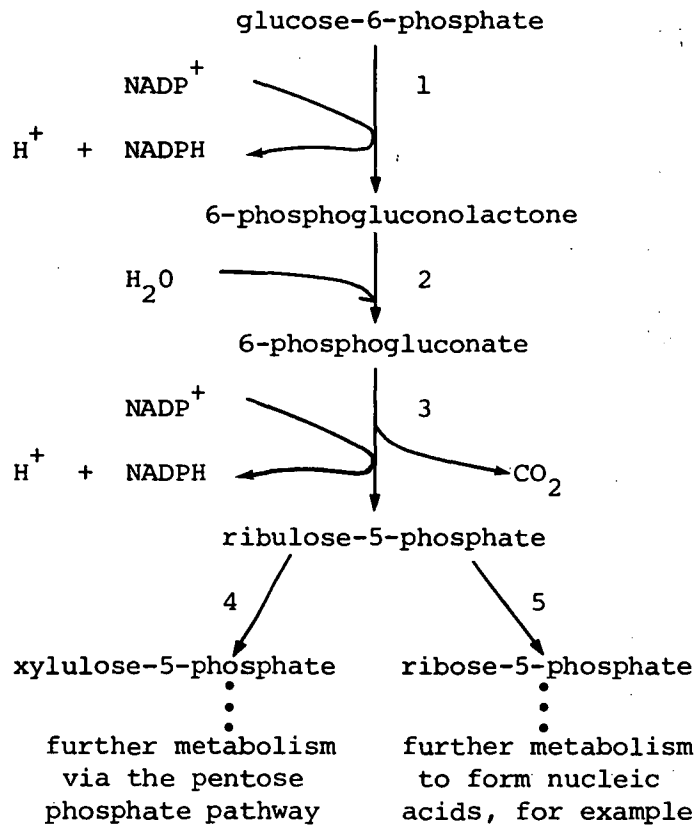 glucose-6-phosphate
NADP+ 1
H+ + NADPH
6-phosphogluconolactone
H2O 2
6-phosphogluconate
NADP+ 3
H+ + NADPH CO2
ribulose-5-phosphate
4 5
xylulose-5-phosphate ribose-5-phosphate
further metabolism further metabolism
via the pentose to form nucleic
phosphate pathway acids, for example